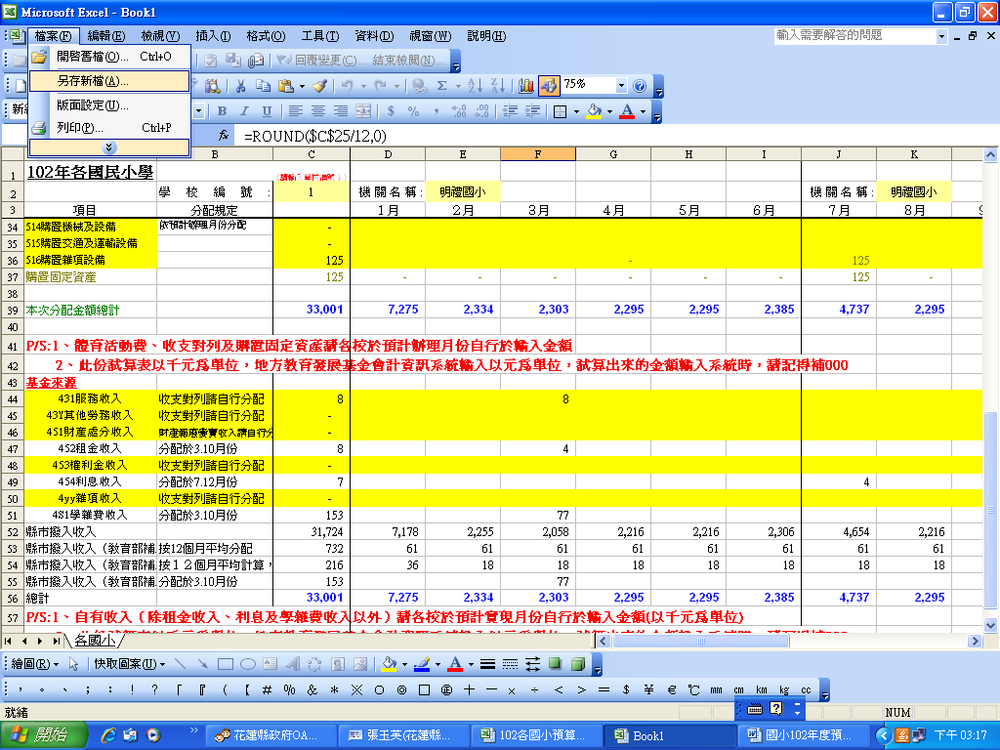 Microsoft Excel - Book1
檔案(F) 編輯(E) 檢視(V) 插入(I) 格式(O) 工具(T) 資料(D) 視窗(W) 說明(H) 輸入需要解答的問題
開啓舊檔(O)... Ctrl+O
另存新檔(A)...
版面設定(U)...
列印(P)... Ctrl+P
回覆變更(C)... 結束檢閱(N)...
75%
B I U $ % ,
fx =ROUND($C$25/12,0)
B C D E F G H I J K
1 102年各國民小學
2 學 校 編 號 : 1 機 關 名 稱 : 明禮國小 機 關 名 稱 : 明禮國小
3 項目 分配規定 1月 2月 3月 4月 5月 6月 7月 8月
34 514購置機械及設備 依預計辦理月份分配 -
35 515購置交通及運輸設備 -
36 516購置雜項設備 125 - 125
37 購置固定資產 125 - - - - - - 125 -
38
39 本次分配金額總計 33,001 7,275 2,334 2,303 2,295 2,295 2,385 4,737 2,295
40
41 P/S:1、體育活動費、收支對列及購置固定資產請各校於預計辦理月份自行於輸入金額
42 2、此份試算表以千元為單位，地方教育發展基金會計資訊系統輸入以元為單位，試算出來的金額輸入系統時，請記得補000
43 基金來源
44 431服務收入 收支對列請自行分配 8 8
45 43Y其他勞務收入 收支對列請自行分配 -
46 451財產處分收入 財產報廢變賣收入請自行分 -
47 452租金收入 分配於3.10月份 8 4
48 453權利金收入 收支對列請自行分配 -
49 454利息收入 分配於7.12月份 7 4
50 4yy雜項收入 收支對列請自行分配 -
51 481學雜費收入 分配於3.10月份 153 77
52 縣市撥入收入 31,724 7,178 2,255 2,058 2,216 2,216 2,306 4,654 2,216
53 縣市撥入收入（教育部補 按12個月平均分配 732 61 61 61 61 61 61 61 61
54 縣市撥入收入（教育部補 按１２個月平均計算， 216 36 18 18 18 18 18 18 18
55 縣市撥入收入（教育部補 分配於3.10月份 153 77
56 總計 33,001 7,275 2,334 2,303 2,295 2,295 2,385 4,737 2,295
57 P/S:1、自有收入（除租金收入、利息及學雜費收入以外）請各校於預計實現月份自行於輸入金額(以千元為單位)
各國小
繪圖(R) 快取圖案(U)
， 。 、 ； ： ！ ？ 「 『 （ 【 # % & * ※ ○ ◎ □ ㊣ ＋ － × ÷ ＜ ＞ ＝ $ ¥ ￥ € ℃ mm cm km kg cc
就緒 NUM
開始 花蓮縣政府OA... 張玉英(花蓮縣... 102各國小預算... Book1 國小102年度預... 下午 03:17